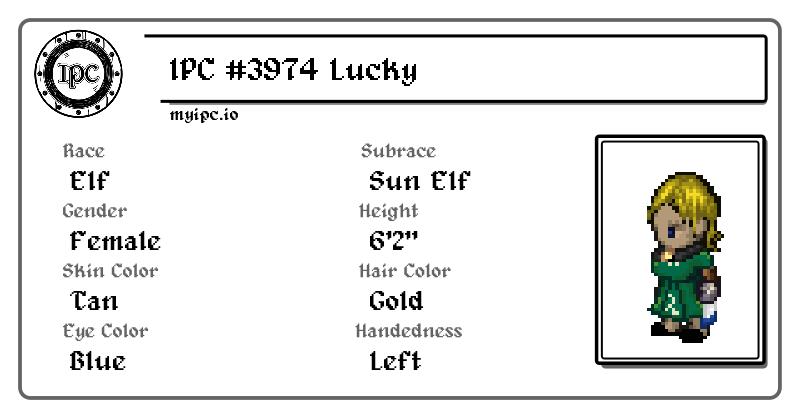 IPC
IPC #3974 Lucky
myipc.io
Race
Elf
Subrace
Sun Elf
Gender
Female
Height
6'2"
Skin Color
Tan
Hair Color
Gold
Eye Color
Blue
Handedness
Left